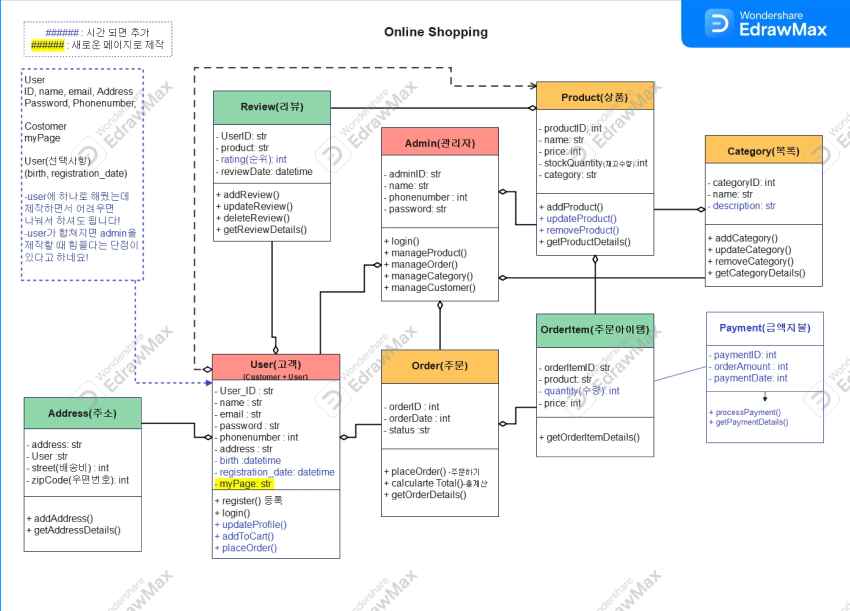 Online Shopping
Wondershare
EdrawMax
###### : 시간 되면 추가
###### : 새로운 페이지로 제작
User
ID, name, email, Address
Password, Phonenumber,
Costomer
myPage
User(선택사항)
(birth, registration_date)
-user에 하나로 해뒀는데
제작하면서 어려우면
나눠서 하셔도 됩니다!
-user가 합쳐지면 admin을
제작할 때 힘들다는 단점이
있다고 하네요!
Review(리뷰)
- UserID: str
- product: str
- rating(순위): int
- reviewDate: datetime
+ addReview()
+ updateReview()
+ deleteReview()
+ getReviewDetails()
Admin(관리자)
- adminID: str
- name: str
- phonenumber : int
- password: str
+ login()
+ manageProduct()
+ manageOrder()
+ manageCategory()
+ manageCustomer()
Product(상품)
- productID: int
- name: str
- price: int
- stockQuantity(재고수량):int
- category: str
+ addProduct()
+ updateProduct()
+ removeProduct()
+ getProductDetails()
Category(목록)
- categoryID: int
- name: str
- description: str
+ addCategory()
+ updateCategory()
+ removeCategory()
+ getCategoryDetails()
Address(주소)
- address: str
- User :str
- street(배송비) : int
- zipCode(우편번호): int
+ addAddress()
+ getAddressDetails()
User(고객)
(Customer + User)
- User_ID : str
- name : str
- email : str
- password : str
- phonenumber : int
- address : str
- birth :datetime
- registration_date: datetime
- myPage: str
+ register() 등록
+ login()
+ updateProfile()
+ addToCart()
+ placeOrder()
Order(주문)
- orderID : int
- orderDate : int
- status :str
+ placeOrder() -주문하기
+ calcularte Total()-총계산
+ getOrderDetails()
OrderItem(주문아이템)
- orderItemID: str
- product: str
- quantity(수량): int
- price: int
+ getOrderItemDetails()
Payment(금액지불)
- paymentID: int
- orderAmount : int
- paymentDate: int
+ processPayment()
+ getPaymentDetails()